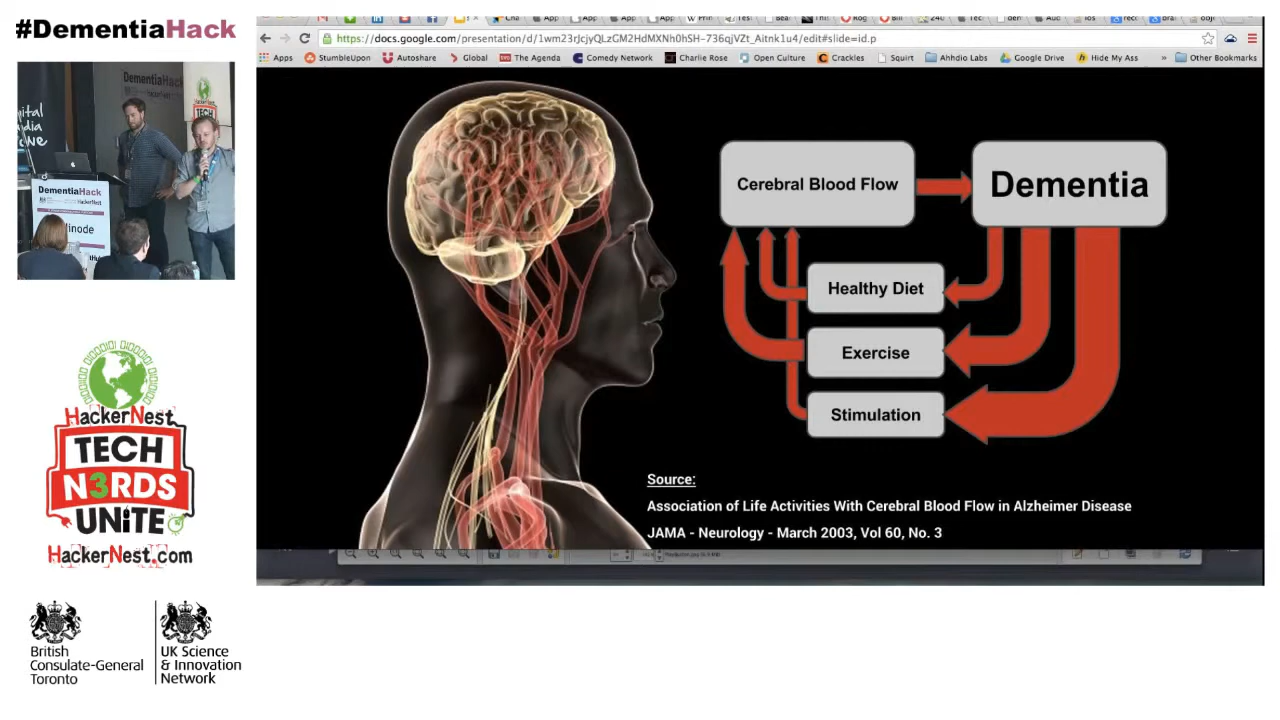 #DementiaHack
DementiaHack
HackerNest
TECH
DementiaHack
HackerNest
HackerNest
TECH
N3RDS
UNiTE
HackerNest.com
British
Consulate-General
Toronto
UK Science
& Innovation
Network
https://docs.google.com/presentation/d/1wm23rJcjyQLzGM2HdMXNh0hSH-736qjVZt_Aitnk1u4/edit#slide=id.p
Apps StumbleUpon Autoshare Global The Agenda Comedy Network Charlie Rose Open Culture Crackles Squirt Ahhdio Labs Google Drive Hide My Ass » Other Bookmarks
Cerebral Blood Flow
Dementia
Healthy Diet
Exercise
Stimulation
Source:
Association of Life Activities With Cerebral Blood Flow in Alzheimer Disease
JAMA - Neurology - March 2003, Vol 60, No. 3